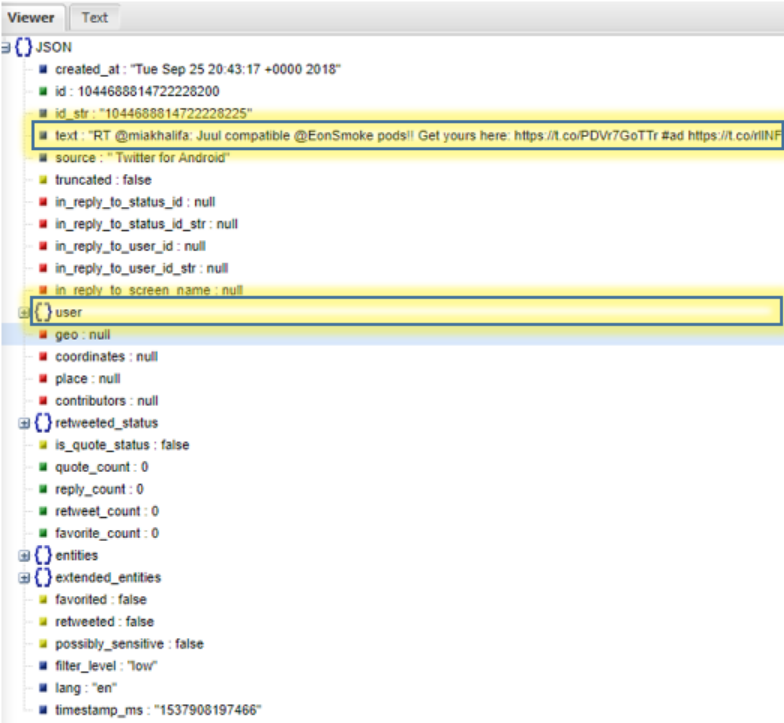 Viewer Text
{} JSON
created_at : "Tue Sep 25 20:43:17 +0000 2018"
id : 1044688814722228200
id_str : "1044688814722228225"
text : "RT @miakhalifa: Juul compatible @EonSmoke pods!! Get yours here: https://t.co/PDVr7GoTTr #ad https://t.co/rlINF
source : " Twitter for Android"
truncated : false
in_reply_to_status_id : null
in_reply_to_status_id_str : null
in_reply_to_user_id : null
in_reply_to_user_id_str : null
in_reply_to_screen_name : null
{} user
geo : null
coordinates : null
place : null
contributors : null
{} retweeted_status
is_quote_status : false
quote_count : 0
reply_count : 0
retweet_count : 0
favorite_count : 0
{} entities
{} extended_entities
favorited : false
retweeted : false
possibly_sensitive : false
filter_level : "low"
lang : "en"
timestamp_ms : "1537908197466"